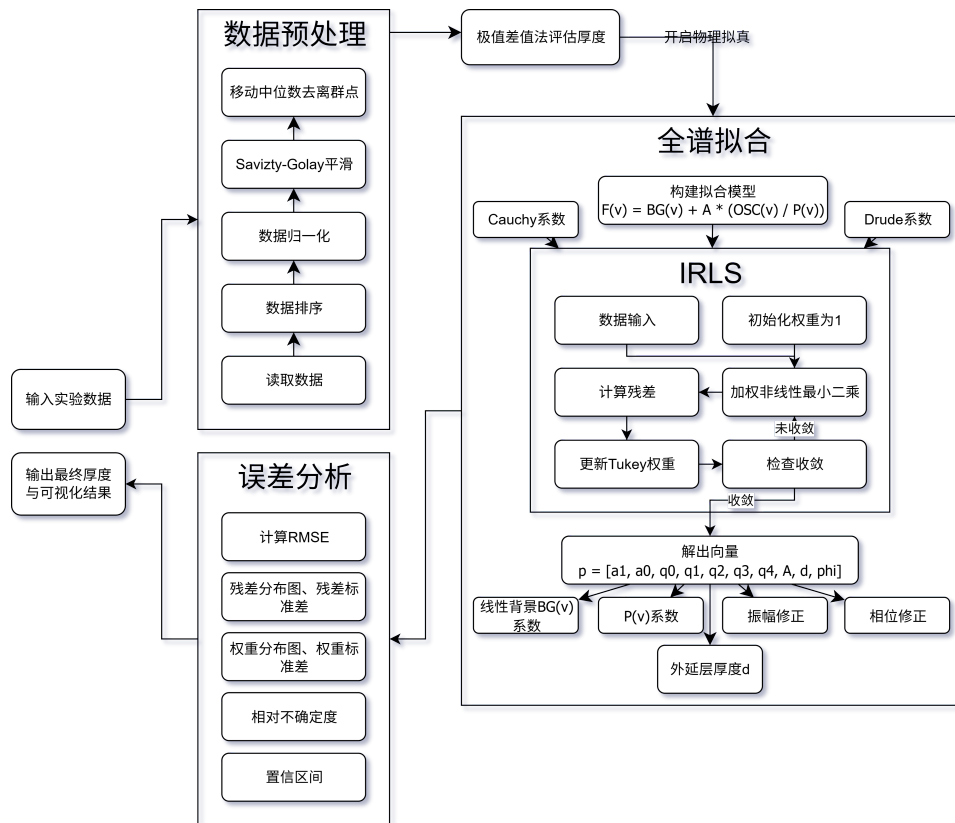 数据预处理
移动中位数去离群点
Savizty-Golay平滑
数据归一化
数据排序
读取数据
输入实验数据
极值差值法评估厚度
开启物理拟真
全谱拟合
构建拟合模型
F(v) = BG(v) + A * (OSC(v) / P(v))
Cauchy系数
Drude系数
IRLS
数据输入
初始化权重为1
计算残差
加权非线性最小二乘
未收敛
更新Tukey权重
检查收敛
收敛
解出向量
p = [a1, a0, q0, q1, q2, q3, q4, A, d, phi]
线性背景BG(v)
系数
P(v)系数
振幅修正
相位修正
外延层厚度d
误差分析
计算RMSE
残差分布图、残差标
准差
权重分布图、权重标
准差
相对不确定度
置信区间
输出最终厚度
与可视化结果